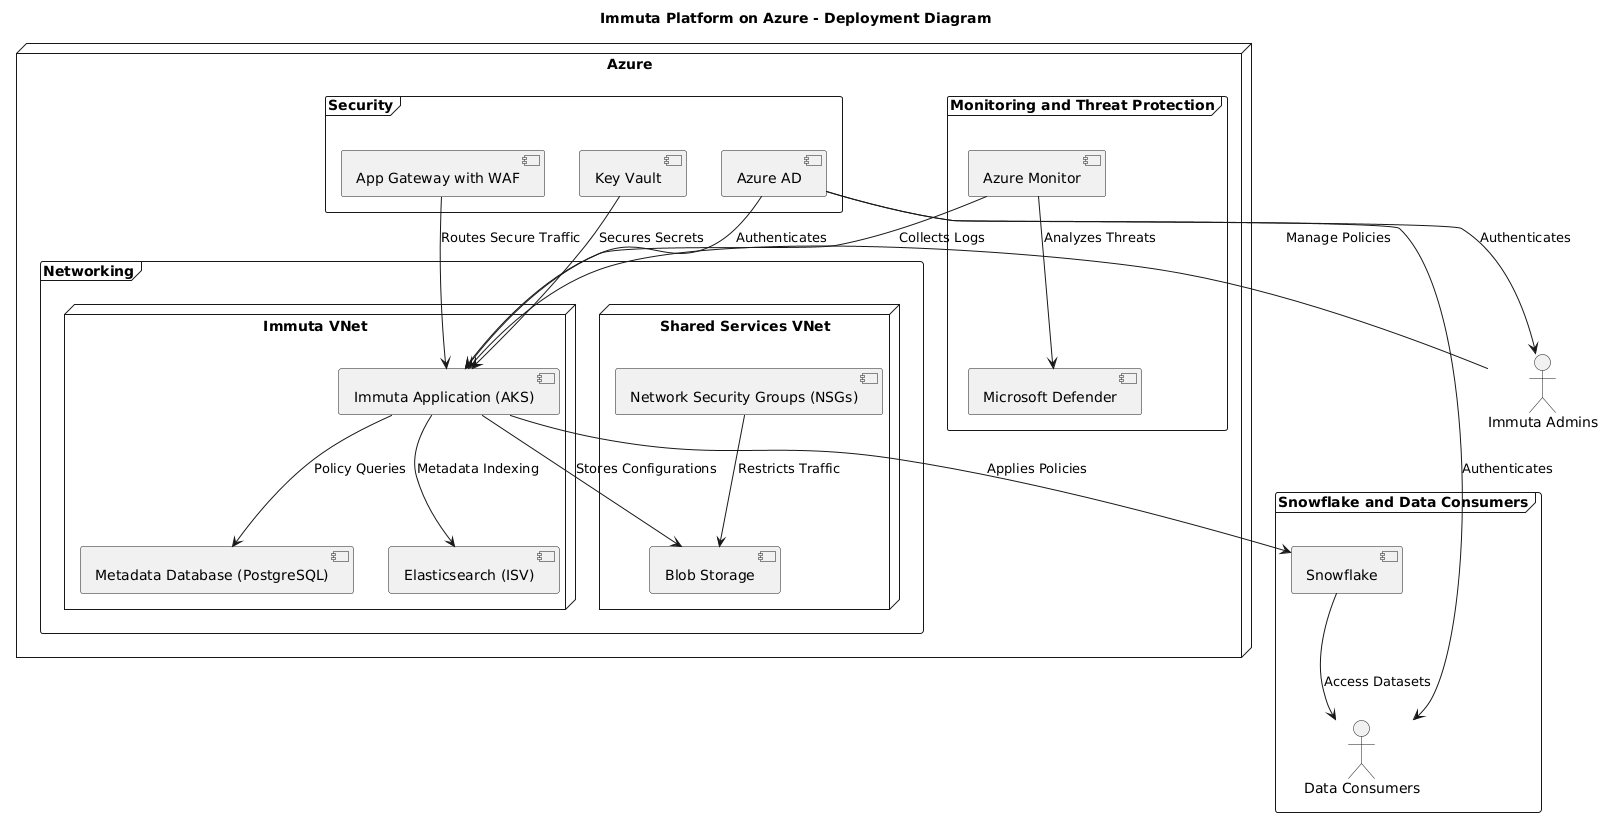 Immuta Platform on Azure - Deployment Diagram
Azure
Security
Monitoring and Threat Protection
App Gateway with WAF
Key Vault
Azure AD
Azure Monitor
Routes Secure Traffic
Secures Secrets
Authenticates
Collects Logs
Analyzes Threats
Manage Policies
Authenticates
Networking
Immuta VNet
Shared Services VNet
Immuta Application (AKS)
Network Security Groups (NSGs)
Microsoft Defender
Immuta Admins
Policy Queries
Metadata Indexing
Stores Configurations
Restricts Traffic
Applies Policies
Authenticates
Snowflake and Data Consumers
Metadata Database (PostgreSQL)
Elasticsearch (ISV)
Blob Storage
Snowflake
Access Datasets
Data Consumers